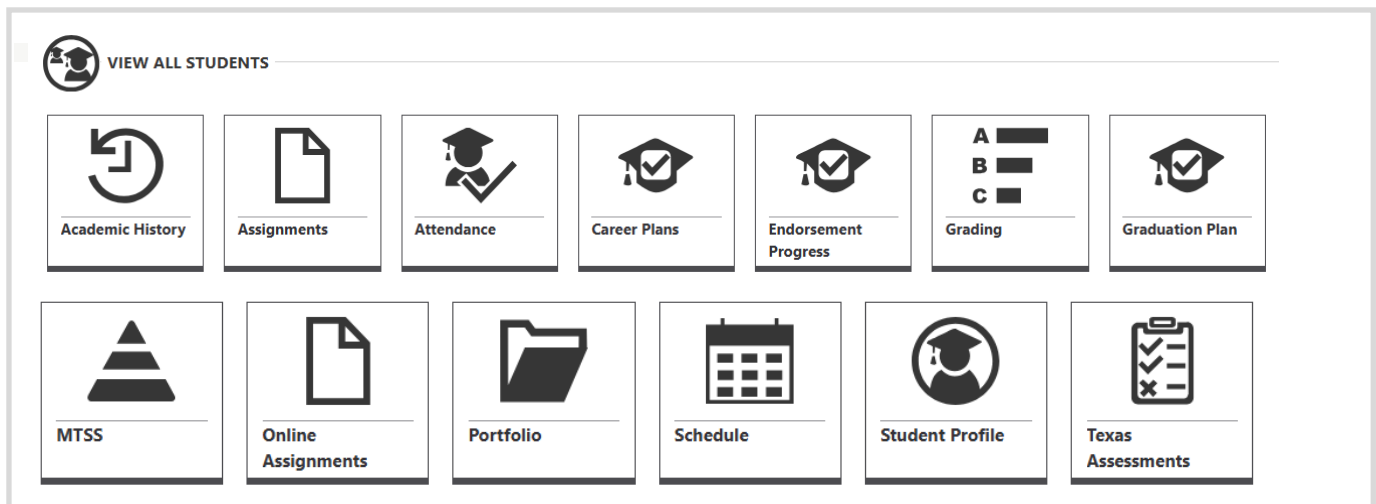 VIEW ALL STUDENTS
A
B
C
Academic History
Assignments
Attendance
Career Plans
Endorsement
Progress
Grading
Graduation Plan
MTSS
Online
Assignments
Portfolio
Schedule
Student Profile
Texas
Assessments